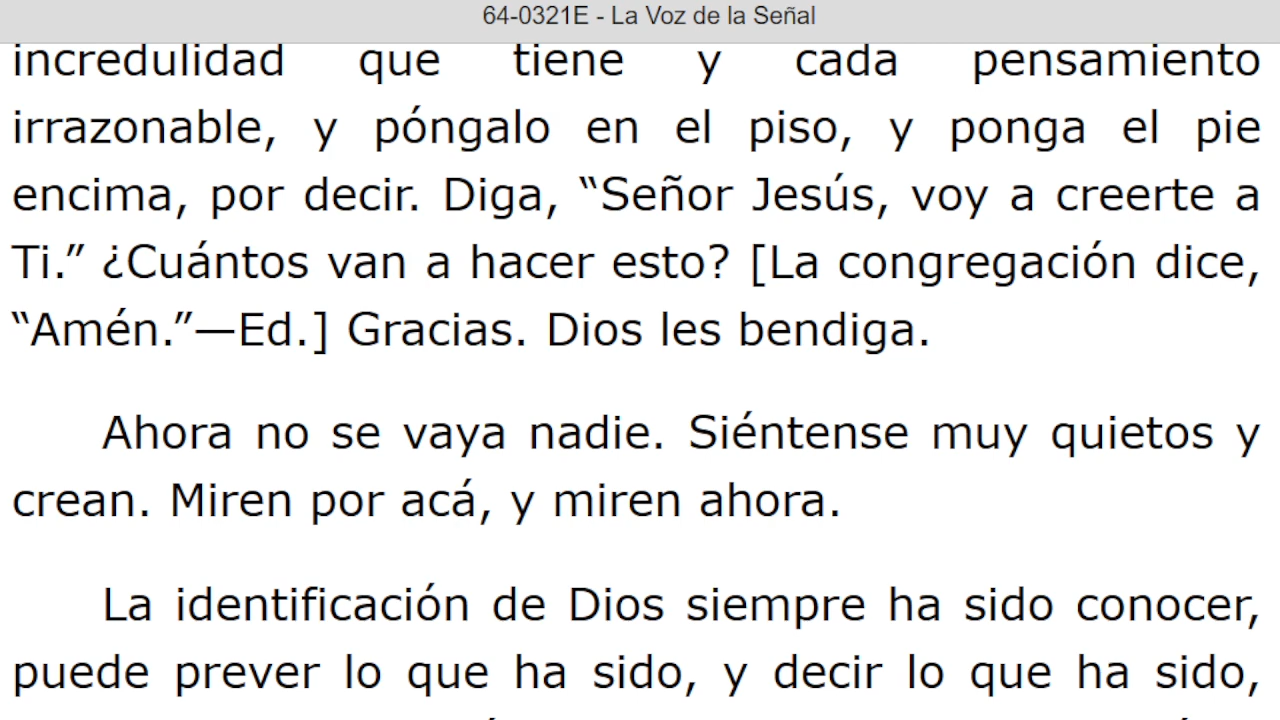 64-0321E - La Voz de la Señal
incredulidad que tiene y cada pensamiento
irrazonable, y póngalo en el piso, y ponga el pie
encima, por decir. Diga, “Señor Jesús, voy a creerte a
Ti.” ¿Cuántos van a hacer esto? [La congregación dice,
“Amén.”—Ed.] Gracias. Dios les bendiga.
Ahora no se vaya nadie. Siéntense muy quietos y
crean. Miren por acá, y miren ahora.
La identificación de Dios siempre ha sido conocer,
puede prever lo que ha sido, y decir lo que ha sido,